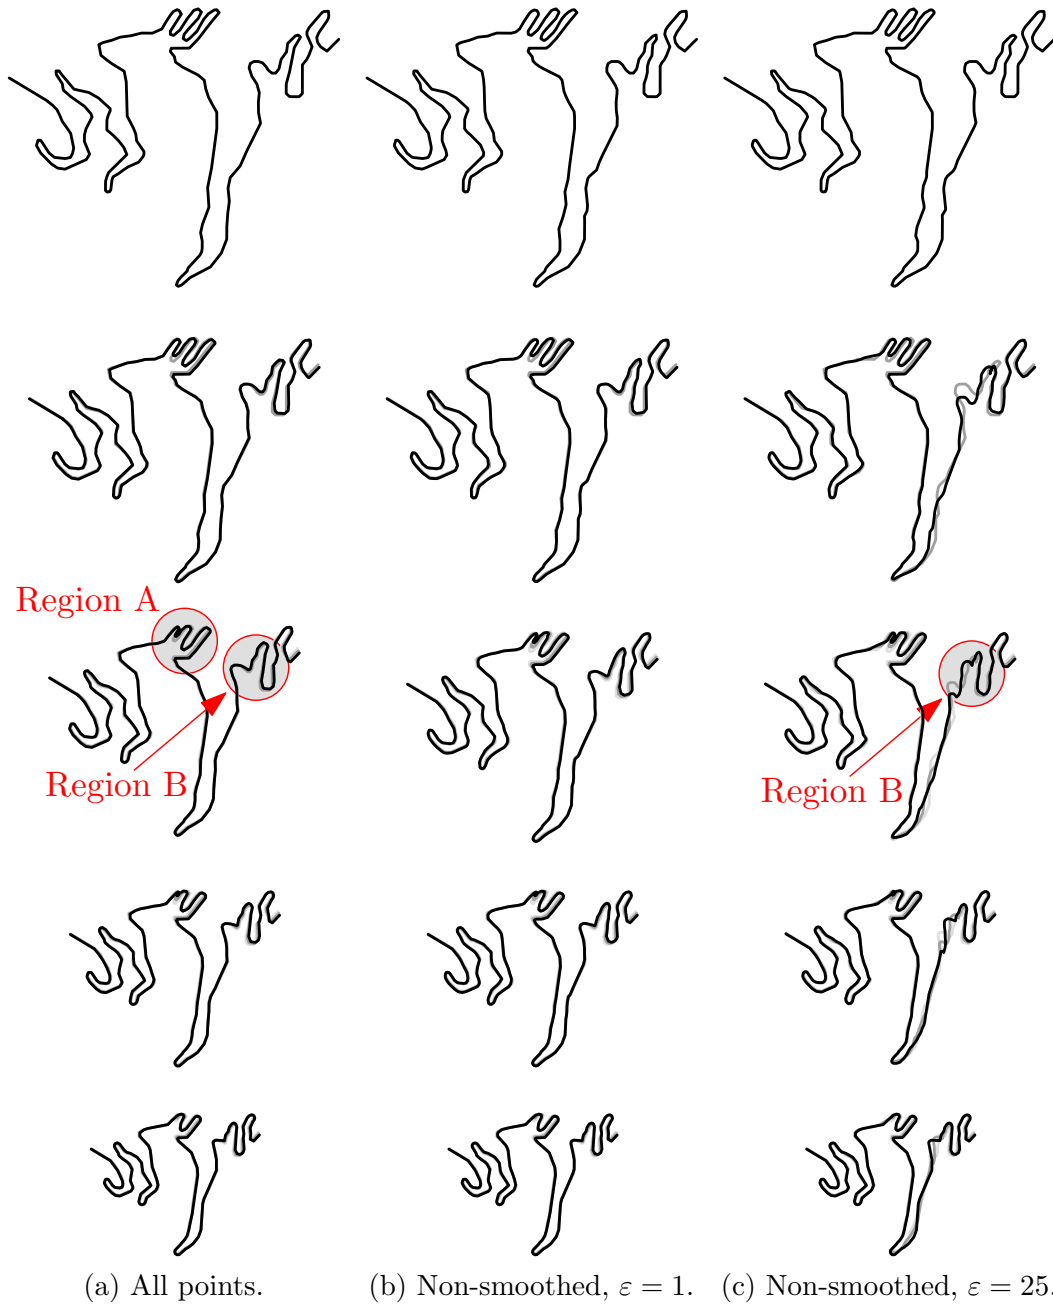 Region A
Region B
Region B
(a) All points.
(b) Non-smoothed, ε = 1.
(c) Non-smoothed, ε = 25.